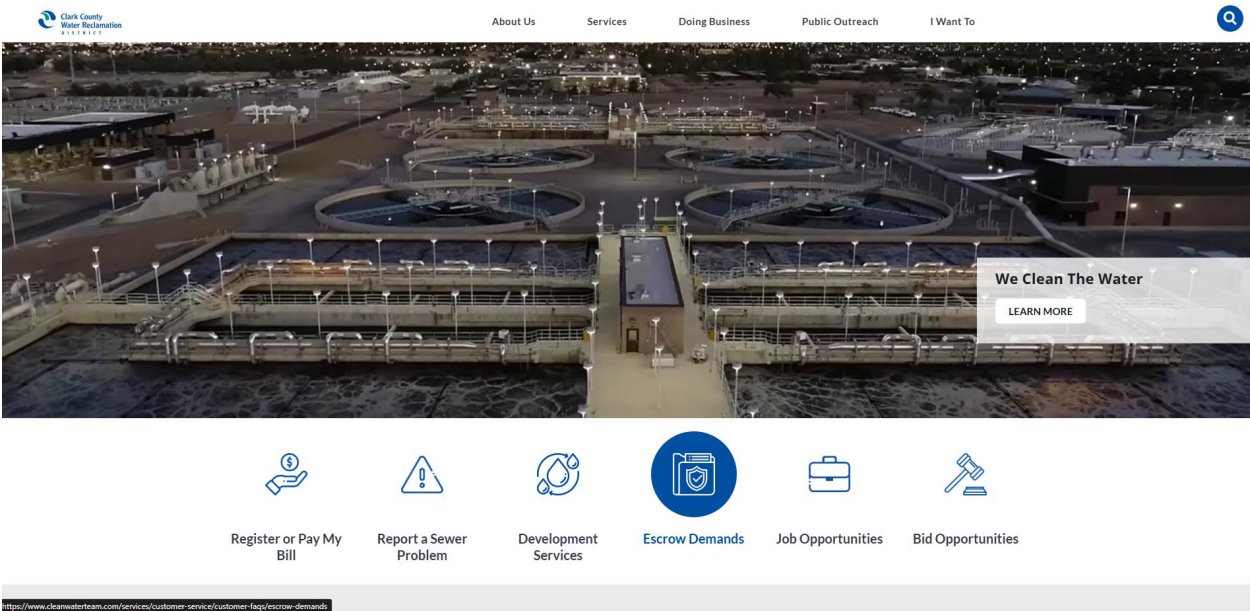 Clark County
Water Reclamation
DISTRICT
About Us
Services
Doing Business
Public Outreach
I Want To
We Clean The Water
LEARN MORE
Register or Pay My
Bill
Report a Sewer
Problem
Development
Services
Escrow Demands
Job Opportunities
Bid Opportunities
https://www.cleanwaterteam.com/services/customer-service/customer-faqs/escrow-demands